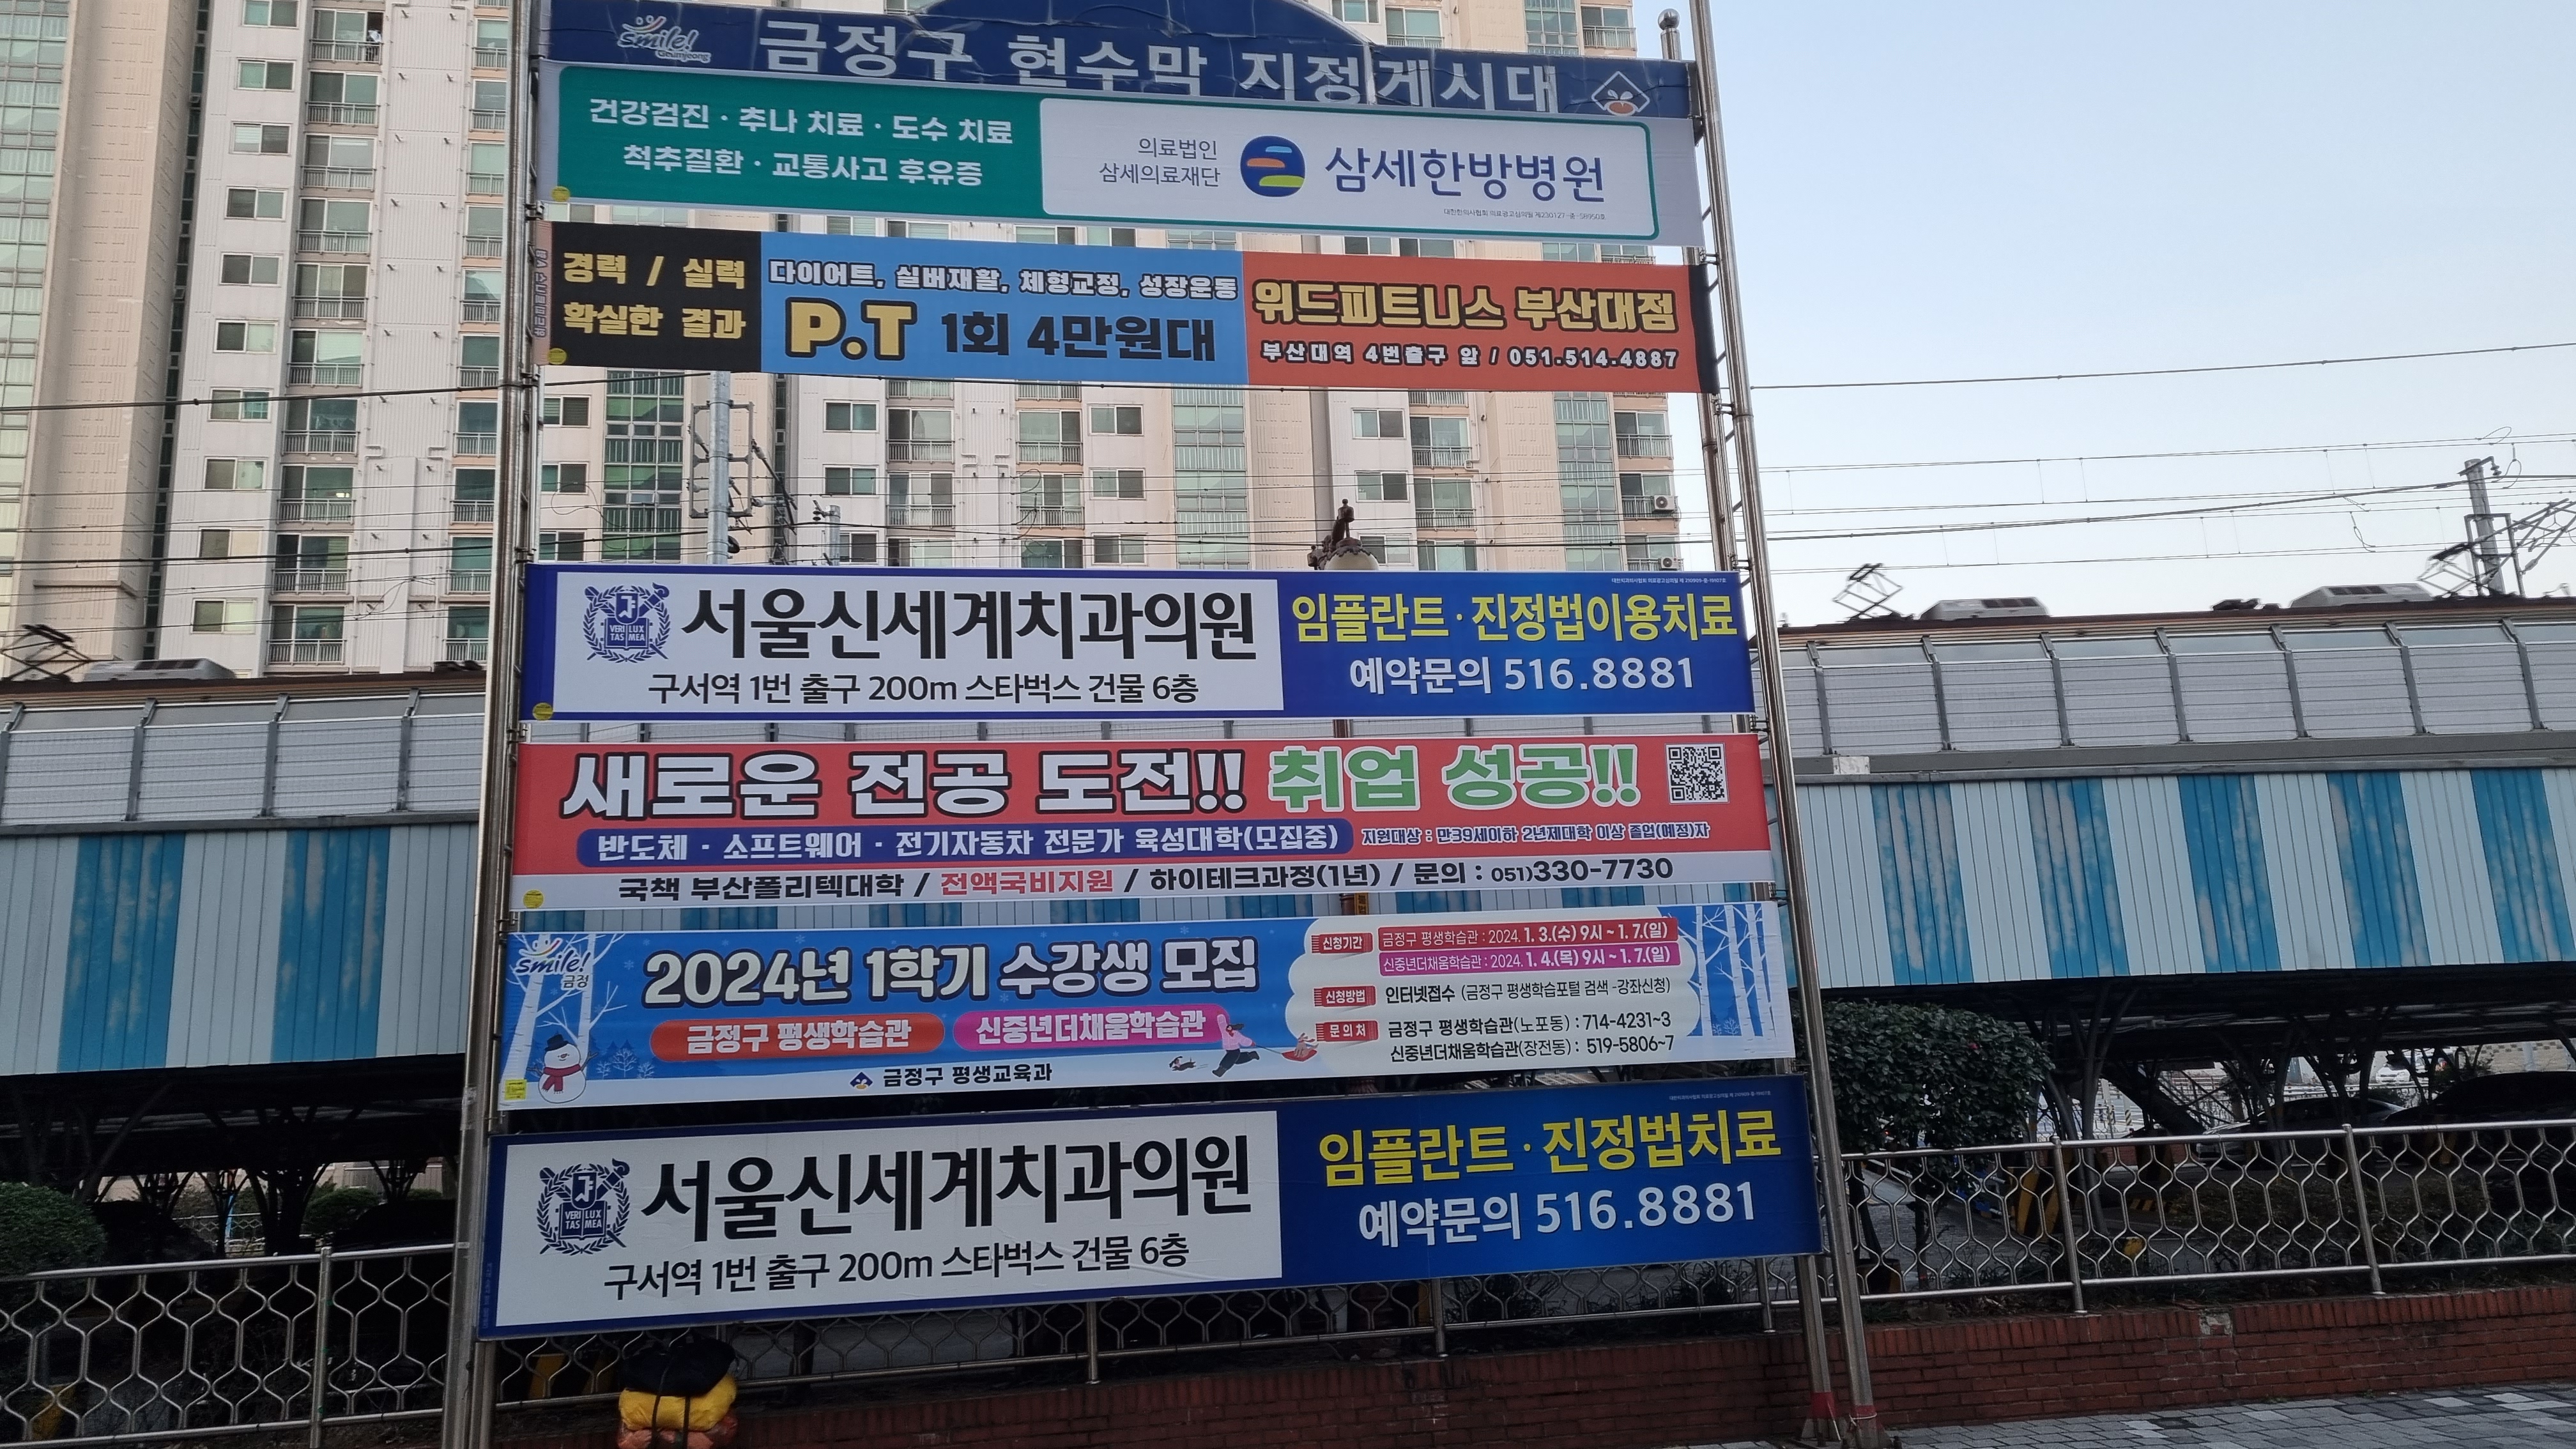 smile!
Geumjeong
금정구 현수막 지정게시대
건강검진 · 추나 치료 · 도수 치료
척추질환 · 교통사고 후유증
의료법인
삼세의료재단
삼세한방병원
경력 / 실력
확실한 결과
다이어트, 실버재활, 체형교정, 성장운동
P.T 1회 4만원대
위드피트니스 부산대점
부산대역 4번출구 앞 / 051.514.4887
VERI LUX
TAS MEA
서울신세계치과의원
구서역 1번 출구 200m 스타벅스 건물 6층
임플란트 · 진정법이용치료
예약문의 516.8881
새로운 전공 도전!! 취업 성공!!
반도체 · 소프트웨어 · 전기자동차 전문가 육성대학(모집중)
지원대상 : 만39세이하 2년제대학 이상 졸업(예정)자
국책 부산폴리텍대학 / 전액국비지원 / 하이테크과정(1년) / 문의 : 051)330-7730
smile!
금정
2024년 1학기 수강생 모집
금정구 평생학습관
신중년더채움학습관
금정구 평생교육과
신청기간
금정구 평생학습관 : 2024. 1. 3.(수) 9시 ~ 1. 7.(일)
신중년더채움학습관 : 2024. 1. 4.(목) 9시 ~ 1. 7.(일)
신청방법
인터넷접수 (금정구 평생학습포털 검색 -강좌신청)
문의처
금정구 평생학습관(노포동) : 714-4231~3
신중년더채움학습관(장전동) : 519-5806~7
VERI LUX
TAS MEA
서울신세계치과의원
구서역 1번 출구 200m 스타벅스 건물 6층
임플란트 · 진정법치료
예약문의 516.8881